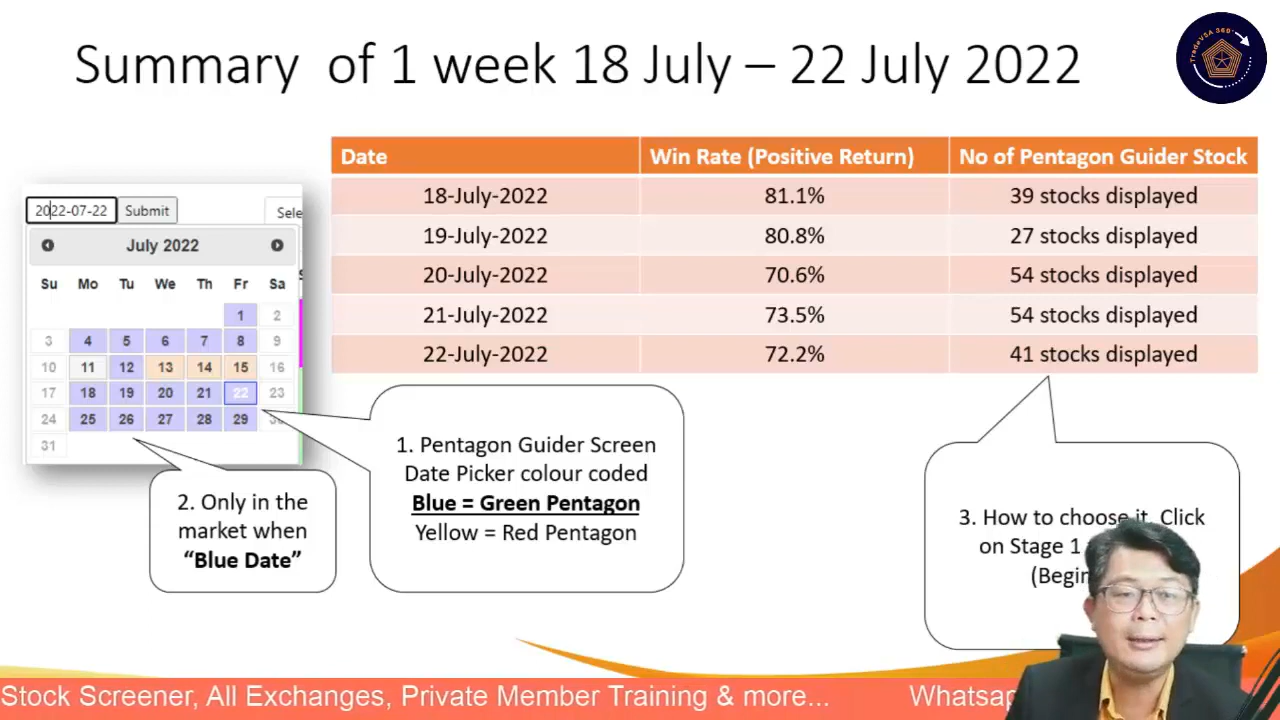 Summary of 1 week 18 July – 22 July 2022
TradeVSA 360°
Date Win Rate (Positive Return) No of Pentagon Guider Stock
18-July-2022 81.1% 39 stocks displayed
19-July-2022 80.8% 27 stocks displayed
20-July-2022 70.6% 54 stocks displayed
21-July-2022 73.5% 54 stocks displayed
22-July-2022 72.2% 41 stocks displayed
2022-07-22 Submit Sele
July 2022
Su Mo Tu We Th Fr Sa
1 2
3 4 5 6 7 8 9
10 11 12 13 14 15 16
17 18 19 20 21 22 23
24 25 26 27 28 29
31
1. Pentagon Guider Screen
Date Picker colour coded
Blue = Green Pentagon
Yellow = Red Pentagon
2. Only in the
market when
“Blue Date”
3. How to choose it. Click
on Stage 1
(Begin
Stock Screener, All Exchanges, Private Member Training & more... Whatsap